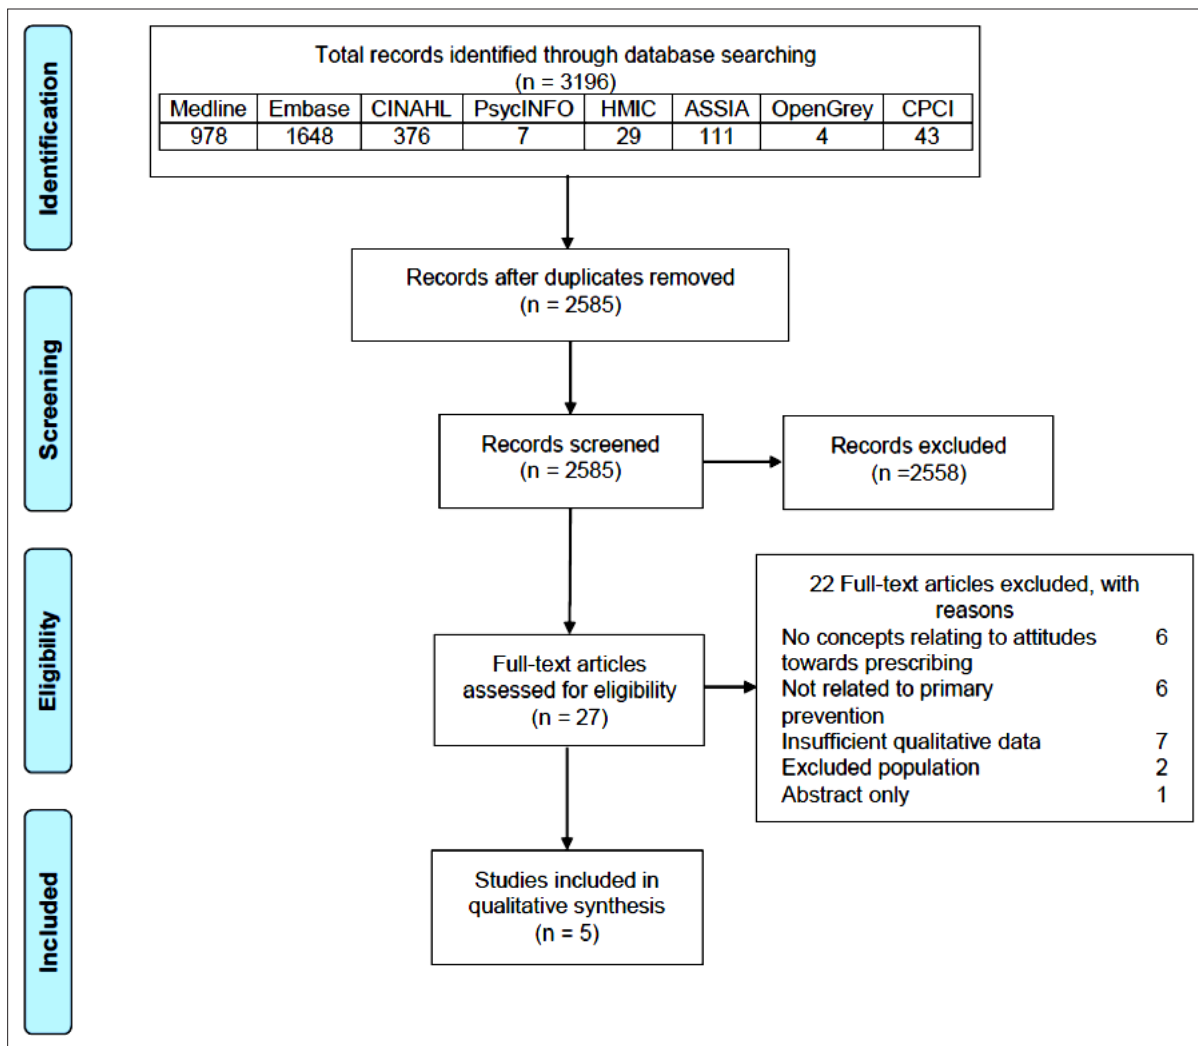 Identification
Total records identified through database searching
(n = 3196)
Medline Embase CINAHL PsycINFO HMIC ASSIA OpenGrey CPCI
978 1648 376 7 29 111 4 43
Records after duplicates removed
(n = 2585)
Screening
Records screened
(n = 2585)
Records excluded
(n =2558)
Eligibility
Full-text articles
assessed for eligibility
(n = 27)
22 Full-text articles excluded, with
reasons
No concepts relating to attitudes 6
towards prescribing
Not related to primary 6
prevention
Insufficient qualitative data 7
Excluded population 2
Abstract only 1
Included
Studies included in
qualitative synthesis
(n = 5)